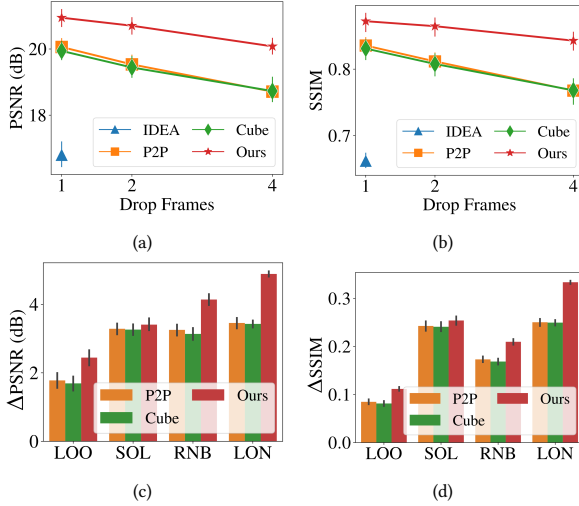 PSNR (dB)
20
18
IDEA
P2P
Cube
Ours
1
2
4
Drop Frames
(a)
SSIM
0.8
0.7
IDEA
P2P
Cube
Ours
1
2
4
Drop Frames
(b)
ΔPSNR (dB)
4
2
0
P2P
Cube
Ours
LOO SOL RNB LON
(c)
ΔSSIM
0.3
0.2
0.1
0.0
P2P
Cube
Ours
LOO SOL RNB LON
(d)